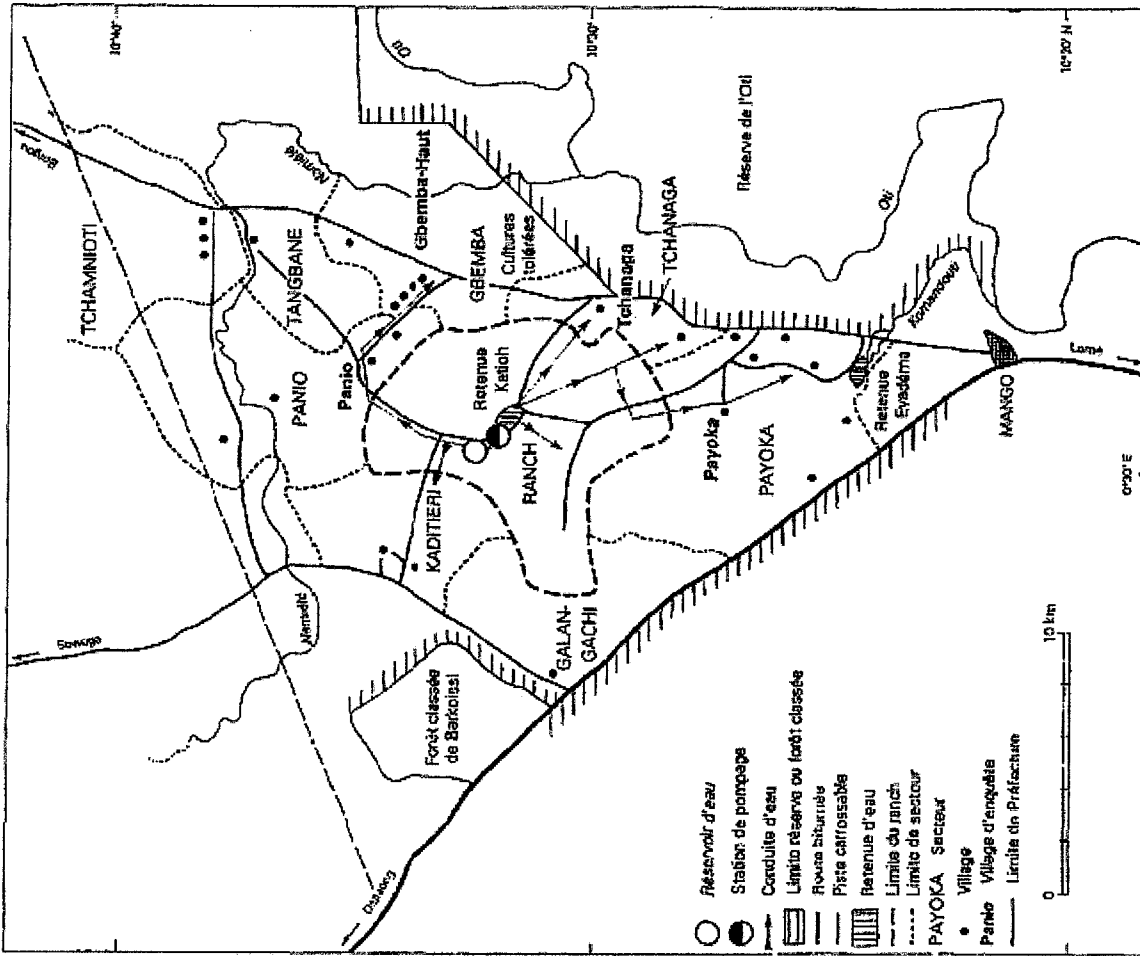 10°40'
10°30'
10°20' N
0°30' E
Borgou
Oti
TCHAMNIOTI
TANGBANE
Gbemba-Haut
PANIO
Panio
GBEMBA
Cultures
tolérées
Réserve de l'Oti
Oti
Retenue
Tchanaga
TCHANAGA
KADITIERI
RANCH
Payoka
PAYOKA
Retenue
Komandoua
MANGO
Lomé
GALAN-
GACHI
Forêt classée
de Barkoissi
Dapaong
Réservoir d'eau
Station de pompage
Conduite d'eau
Limite réserve ou forêt classée
Route bitumée
Piste carrossable
Retenue d'eau
Limite du ranch
Limite de secteur
PAYOKA Secteur
Village
Panio Village d'enquête
Limite de Préfecture
0 10 km